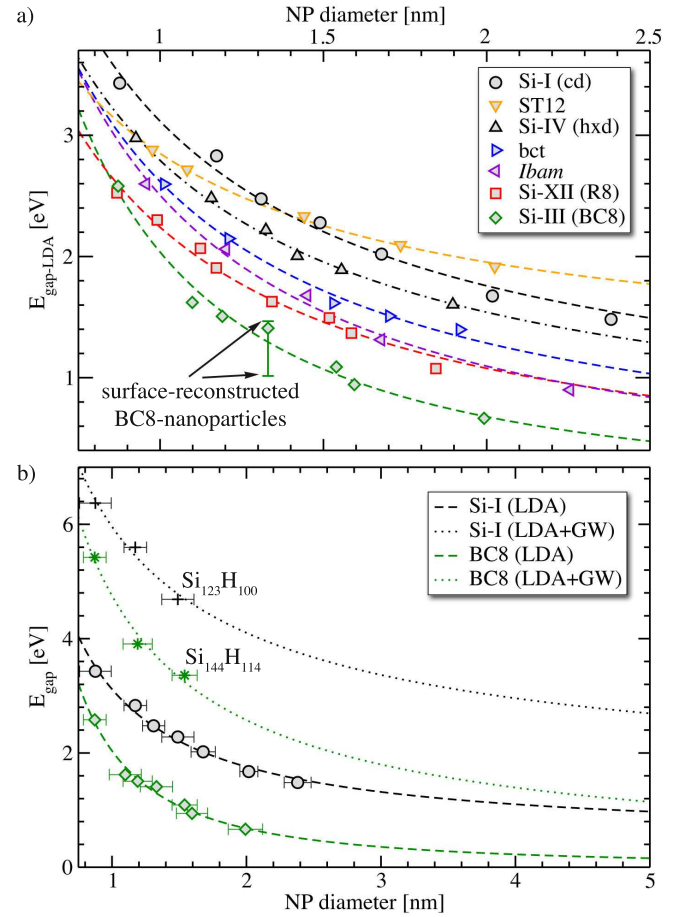 NP diameter [nm]
a)
1
1.5
2
2.5
3
2
1
E_gap-LDA [eV]
Si-I (cd)
ST12
Si-IV (hxd)
bct
Ibam
Si-XII (R8)
Si-III (BC8)
surface-reconstructed
BC8-nanoparticles
b)
6
4
2
0
E_gap [eV]
Si-I (LDA)
Si-I (LDA+GW)
BC8 (LDA)
BC8 (LDA+GW)
Si₁₂₃H₁₀₀
Si₁₄₄H₁₁₄
1
2
3
4
5
NP diameter [nm]